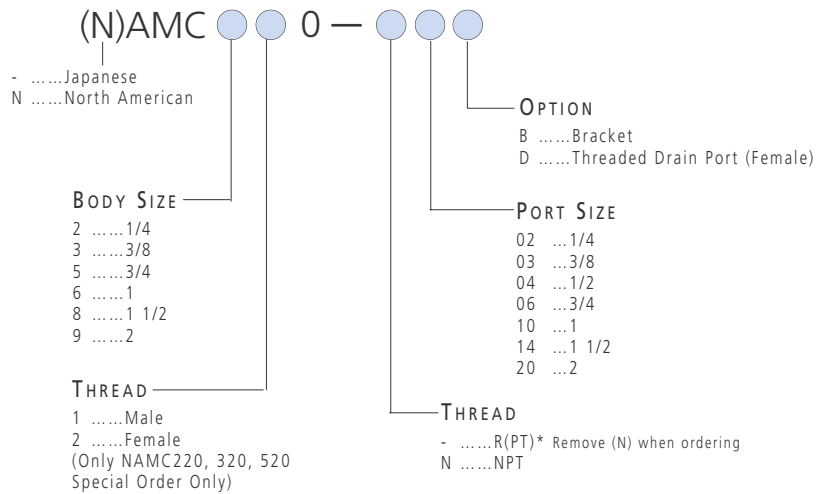 (N)AMC 0 —
- ……Japanese
N ……North American
OPTION
B ……Bracket
D ……Threaded Drain Port (Female)
BODY SIZE
2 ……1/4
3 ……3/8
5 ……3/4
6 ……1
8 ……1 1/2
9 ……2
PORT SIZE
02 …1/4
03 …3/8
04 …1/2
06 …3/4
10 …1
14 …1 1/2
20 …2
THREAD
1 ……Male
2 ……Female
(Only NAMC220, 320, 520
Special Order Only)
THREAD
- ……R(PT)* Remove (N) when ordering
N ……NPT